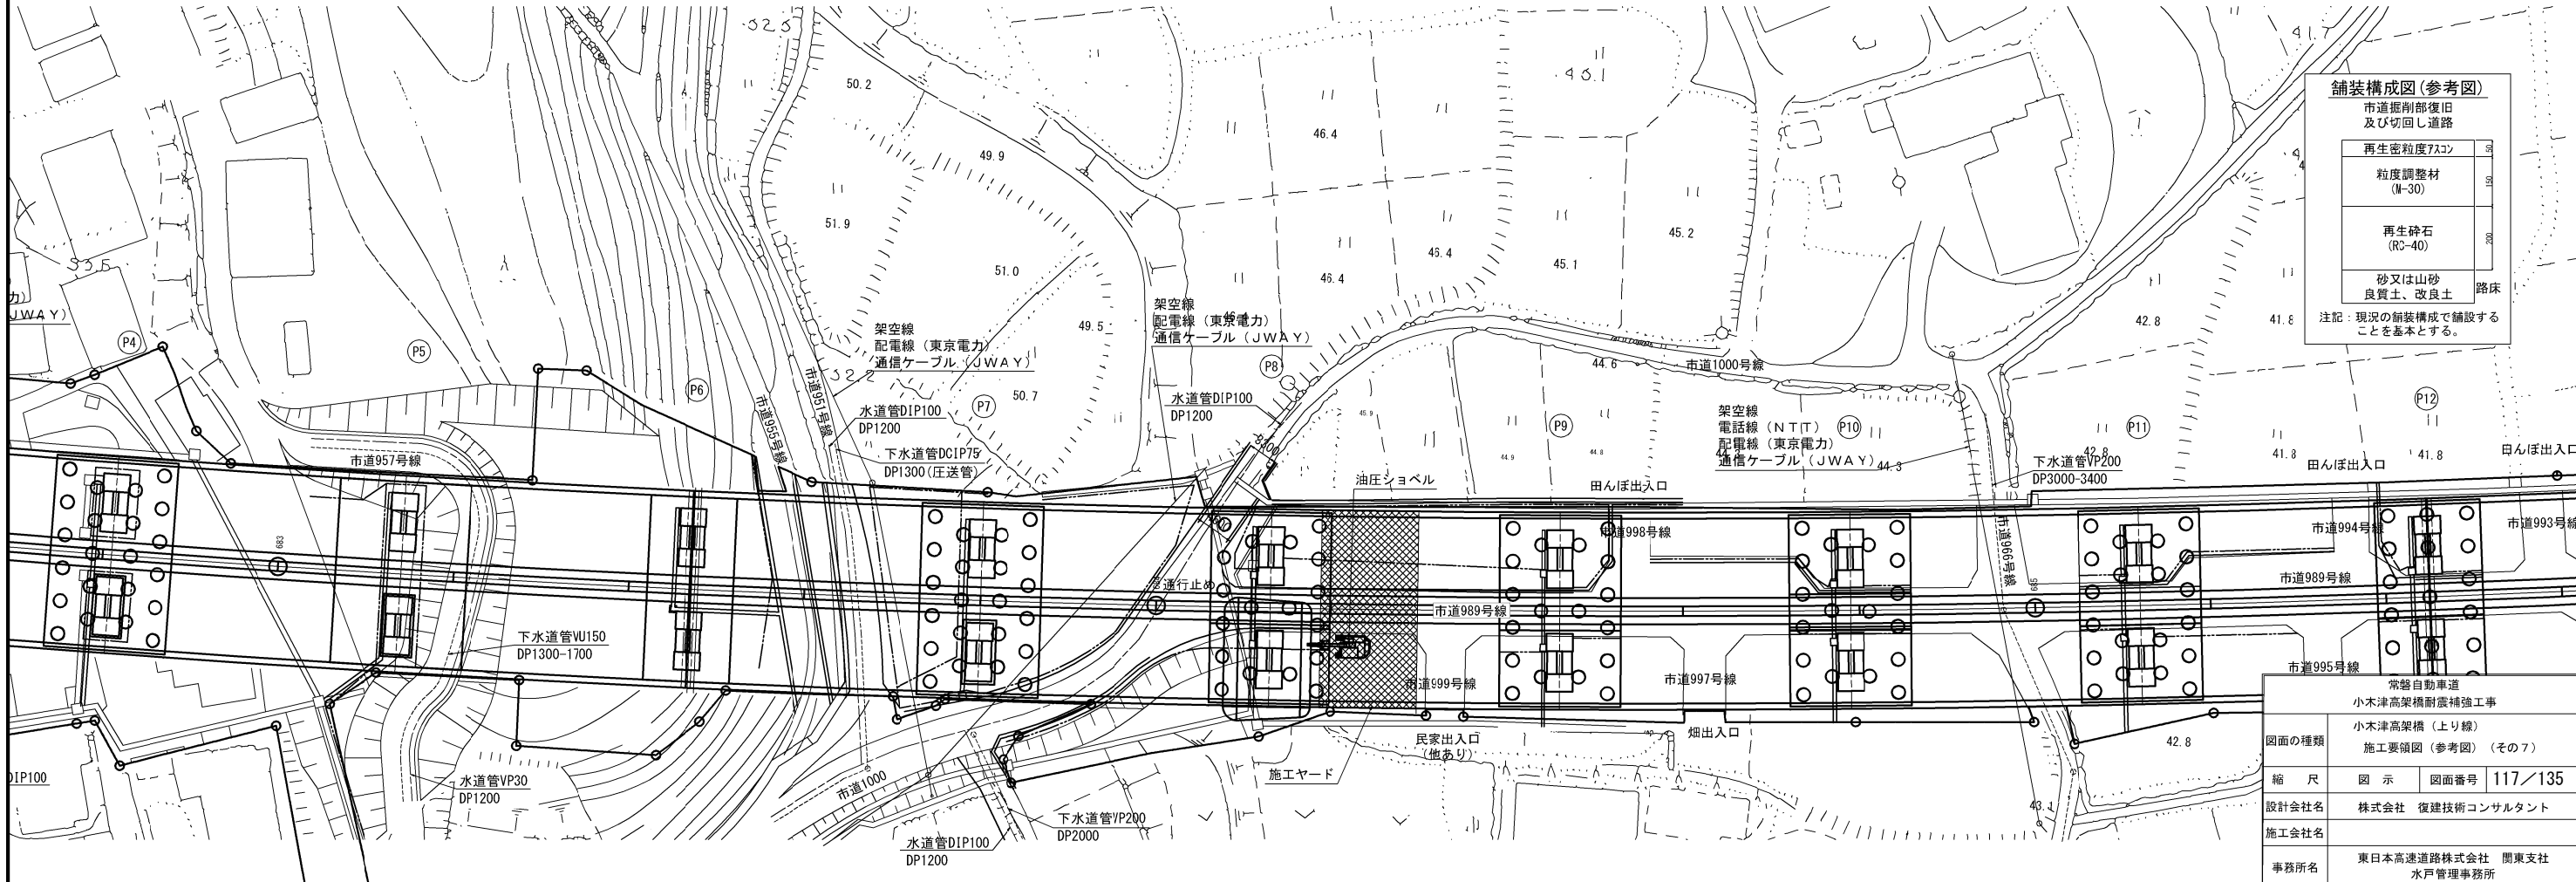 舗装構成図(参考図)
市道掘削部復旧
及び切回し道路
再生密粒度アスコン
50
粒度調整材
(M-30)
150
再生砕石
(RC-40)
200
砂又は山砂
良質土、改良土
路床
注記：現況の舗装構成で舗設する
ことを基本とする。
50.2
49.9
51.9
51.0
49.5
50.7
46.4
46.4
46.4
45.1
45.2
44.6
42.8
41.8
力)
JWAY)
P4
P5
P6
P7
P8
P9
P10
P11
P12
架空線
配電線（東京電力）
通信ケーブル（JWAY）
架空線
配電線（東京電力）
通信ケーブル（JWAY）
架空線
電話線（NTT）
配電線（東京電力）
通信ケーブル（JWAY）
44.3
市道951号線
市道955号線
市道957号線
市道1000号線
水道管DIP100
DP1200
下水道管DCIP75
DP1300(圧送管)
水道管DIP100
DP1200
45.9
44.9
44.8
42.8
41.8
41.8
油圧ショベル
田んぼ出入口
下水道管VP200
DP3000-3400
田んぼ出入口
田んぼ出入口
市道998号線
市道966号線
市道994号線
市道993号線
市道989号線
683
通行止め
市道989号線
685
下水道管VU150
DP1300-1700
市道999号線
市道997号線
市道995号線
民家出入口
(他あり)
畑出入口
施工ヤード
市道1000
水道管VP30
DP1200
下水道管VP200
DP2000
水道管DIP100
DP1200
DIP100
42.8
43.1
常磐自動車道
小木津高架橋耐震補強工事
図面の種類
小木津高架橋（上り線）
施工要領図（参考図）（その７）
縮 尺
図 示
図面番号
117／135
設計会社名
株式会社 復建技術コンサルタント
施工会社名
事務所名
東日本高速道路株式会社 関東支社
水戸管理事務所